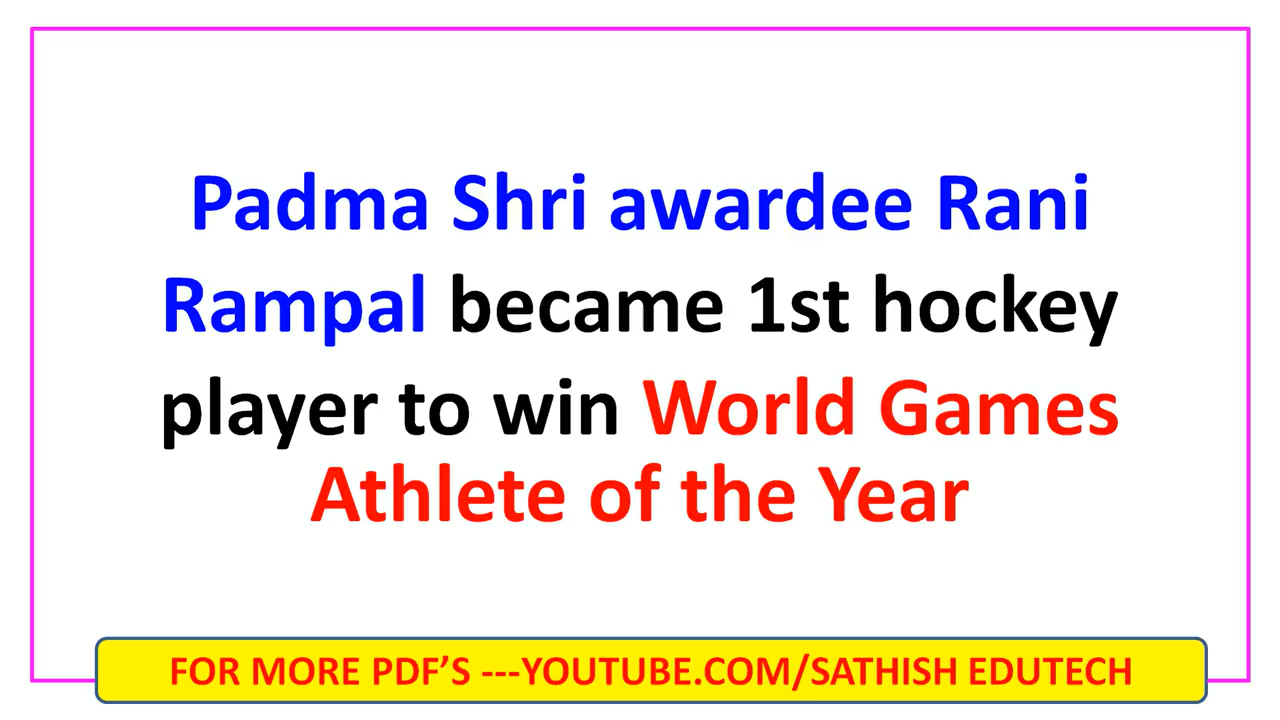 Padma Shri awardee Rani
Rampal became 1st hockey
player to win World Games
Athlete of the Year
FOR MORE PDF’S ---YOUTUBE.COM/SATHISH EDUTECH